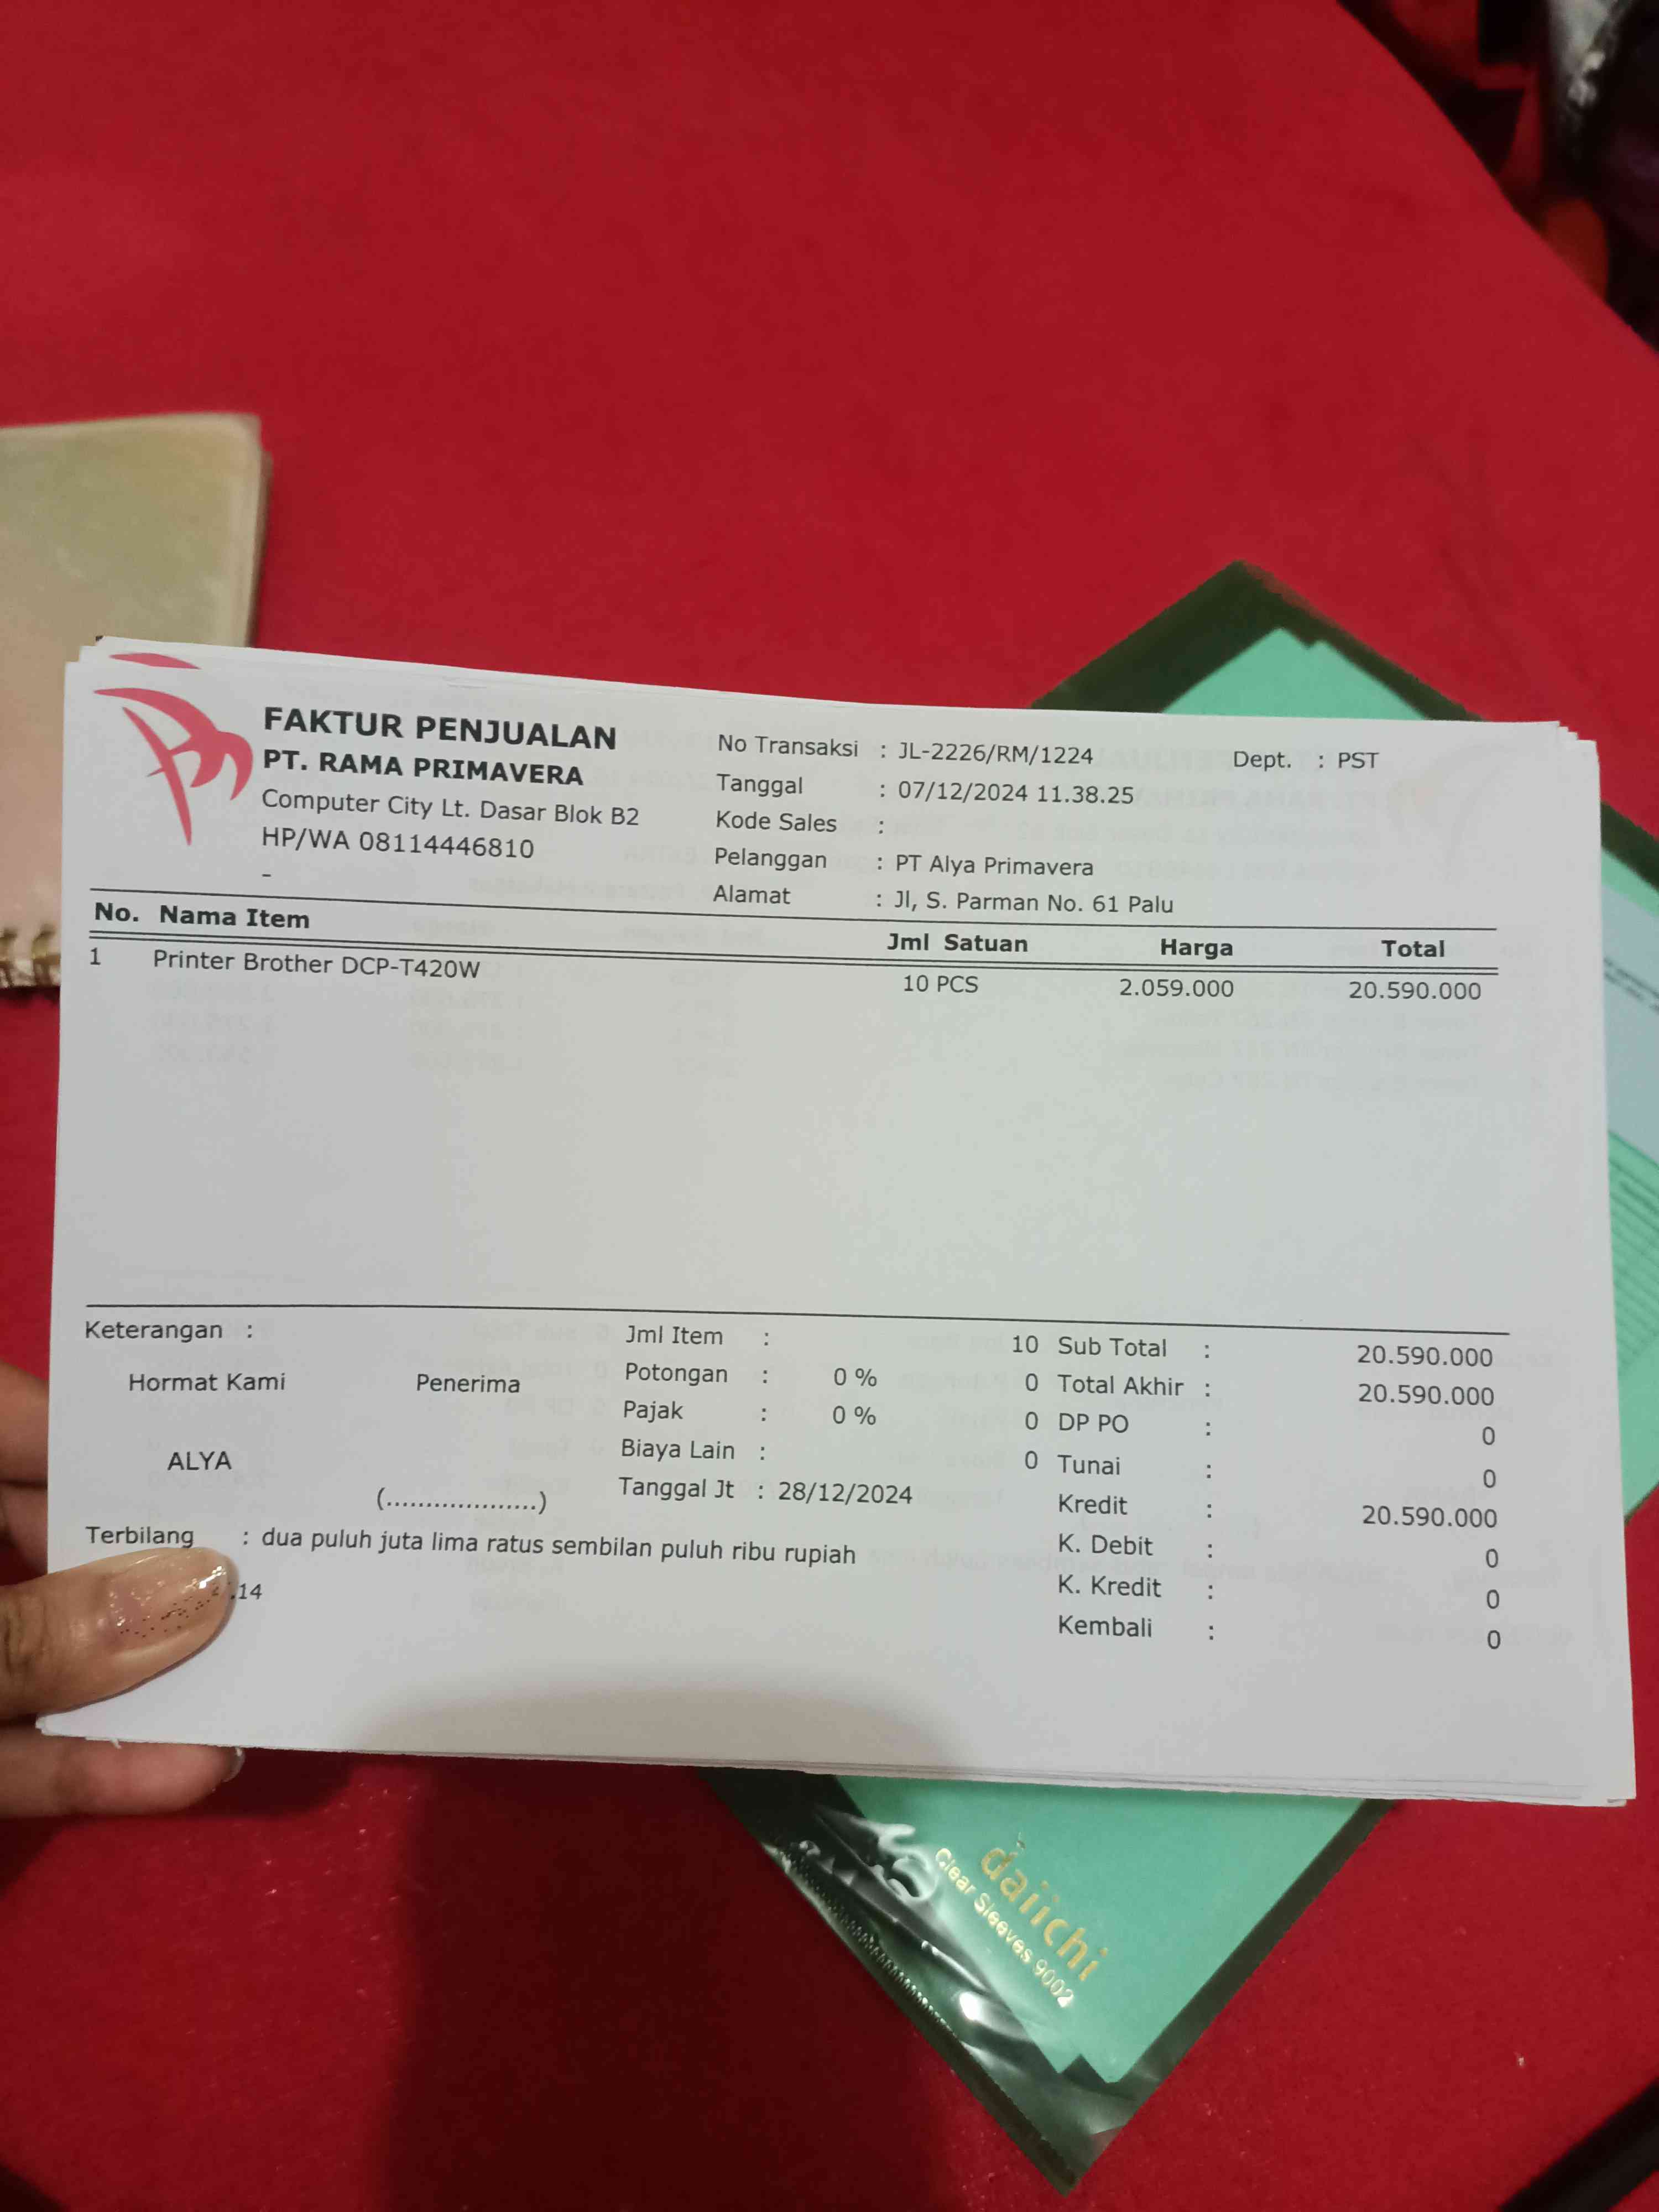 FAKTUR PENJUALAN
PT. RAMA PRIMAVERA
Computer City Lt. Dasar Blok B2
HP/WA 08114446810
-
No Transaksi : JL-2226/RM/1224 Dept. : PST
Tanggal : 07/12/2024 11.38.25
Kode Sales :
Pelanggan : PT Alya Primavera
Alamat : Jl, S. Parman No. 61 Palu
No. Nama Item Jml Satuan Harga Total
1 Printer Brother DCP-T420W 10 PCS 2.059.000 20.590.000
Keterangan :
Hormat Kami Penerima
ALYA
(...................)
Jml Item : 10
Potongan : 0 % 0
Pajak : 0 % 0
Biaya Lain : 0
Tanggal Jt : 28/12/2024
Sub Total : 20.590.000
Total Akhir : 20.590.000
DP PO : 0
Tunai : 0
Kredit : 20.590.000
K. Debit : 0
K. Kredit : 0
Kembali : 0
Terbilang : dua puluh juta lima ratus sembilan puluh ribu rupiah
.14
daiichi
Clear Sleeves 9002